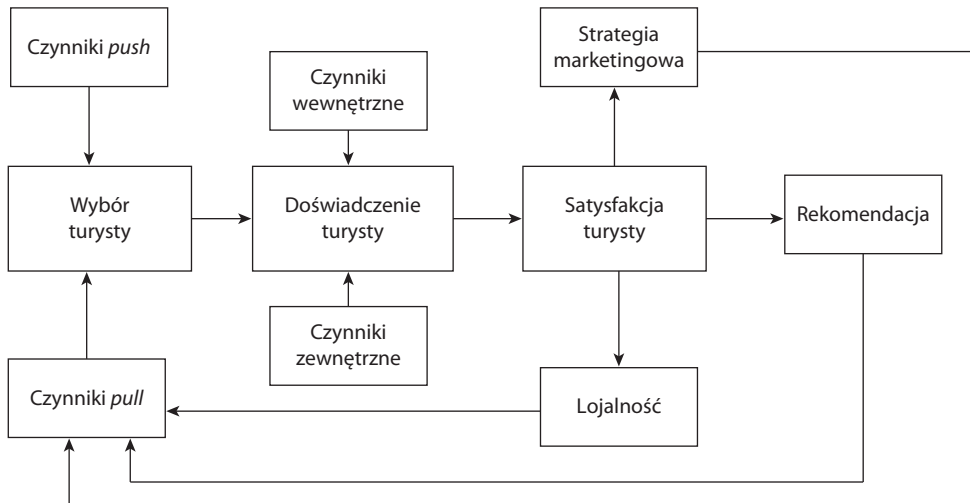 Czynniki push
Strategia
marketingowa
Czynniki
wewnętrzne
Wybór
turysty
Doświadczenie
turysty
Satysfakcja
turysty
Rekomendacja
Czynniki
zewnętrzne
Czynniki pull
Lojalność